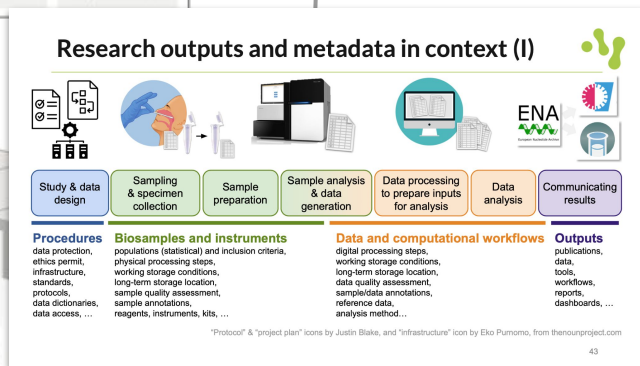 Research outputs and metadata in context (I)
ENA
European Nucleotide Archive
Study & data
design
Sampling
& specimen
collection
Sample
preparation
Sample analysis
& data
generation
Data processing
to prepare inputs
for analysis
Data
analysis
Communicating
results
Procedures
data protection,
ethics permit,
infrastructure,
standards,
protocols,
data dictionaries,
data access, …
Biosamples and instruments
populations (statistical) and inclusion criteria,
physical processing steps,
working storage conditions,
long-term storage location,
sample quality assessment,
sample annotations,
reagents, instruments, kits, …
Data and computational workflows
digital processing steps,
working storage conditions,
long-term storage location,
data quality assessment,
sample/data annotations,
reference data,
analysis method…
Outputs
publications,
data,
tools,
workflows,
reports,
dashboards, …
"Protocol" & "project plan" icons by Justin Blake, and "infrastructure" icon by Eko Purnomo, from thenounproject.com
43